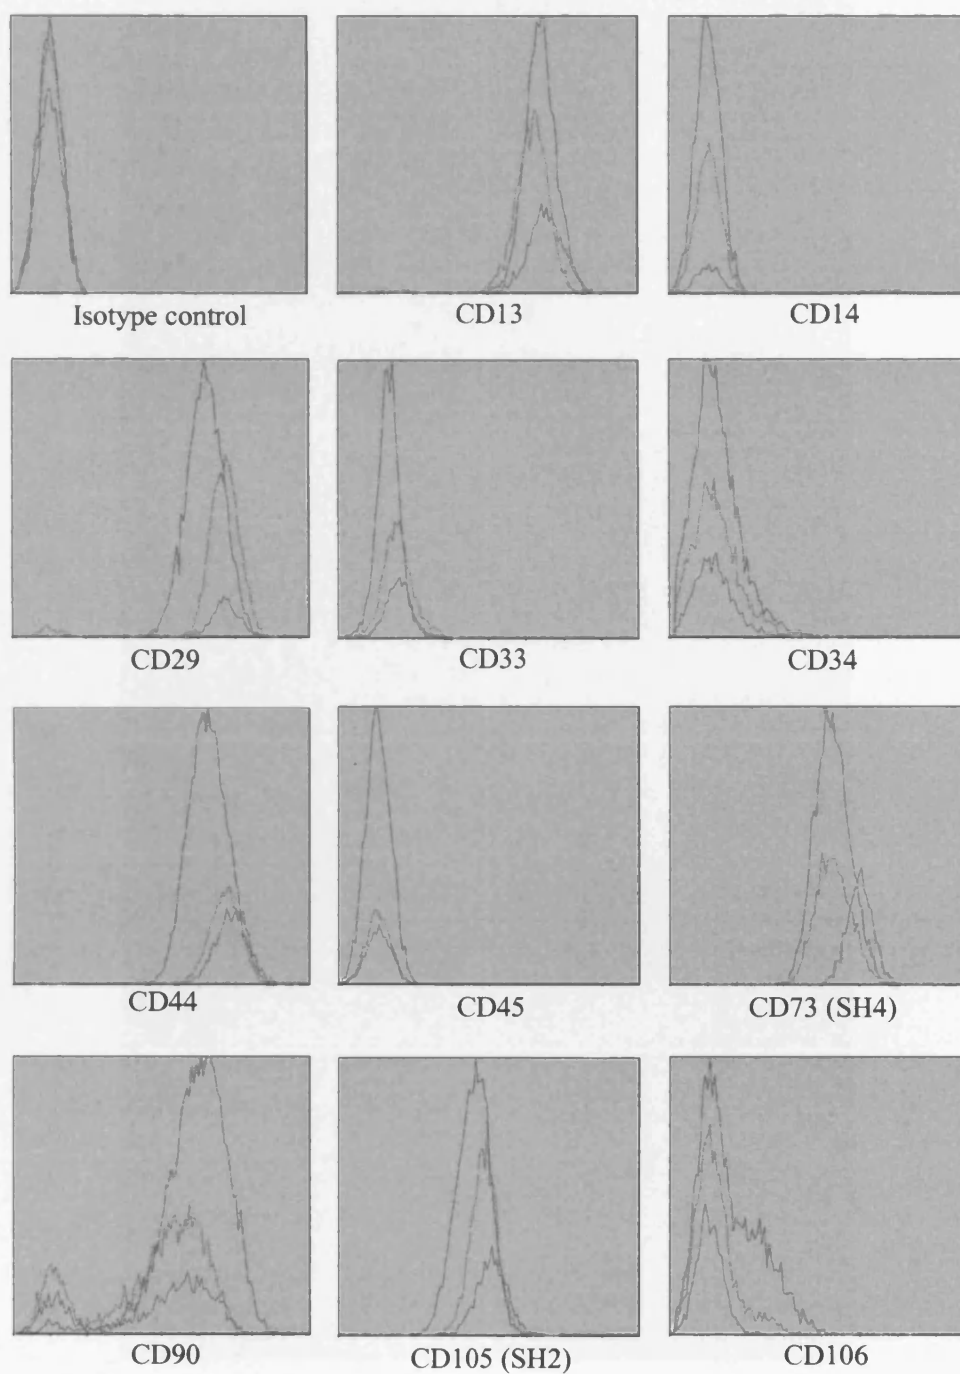 Isotype control
CD13
CD14
CD29
CD33
CD34
CD44
CD45
CD73 (SH4)
CD90
CD105 (SH2)
CD106